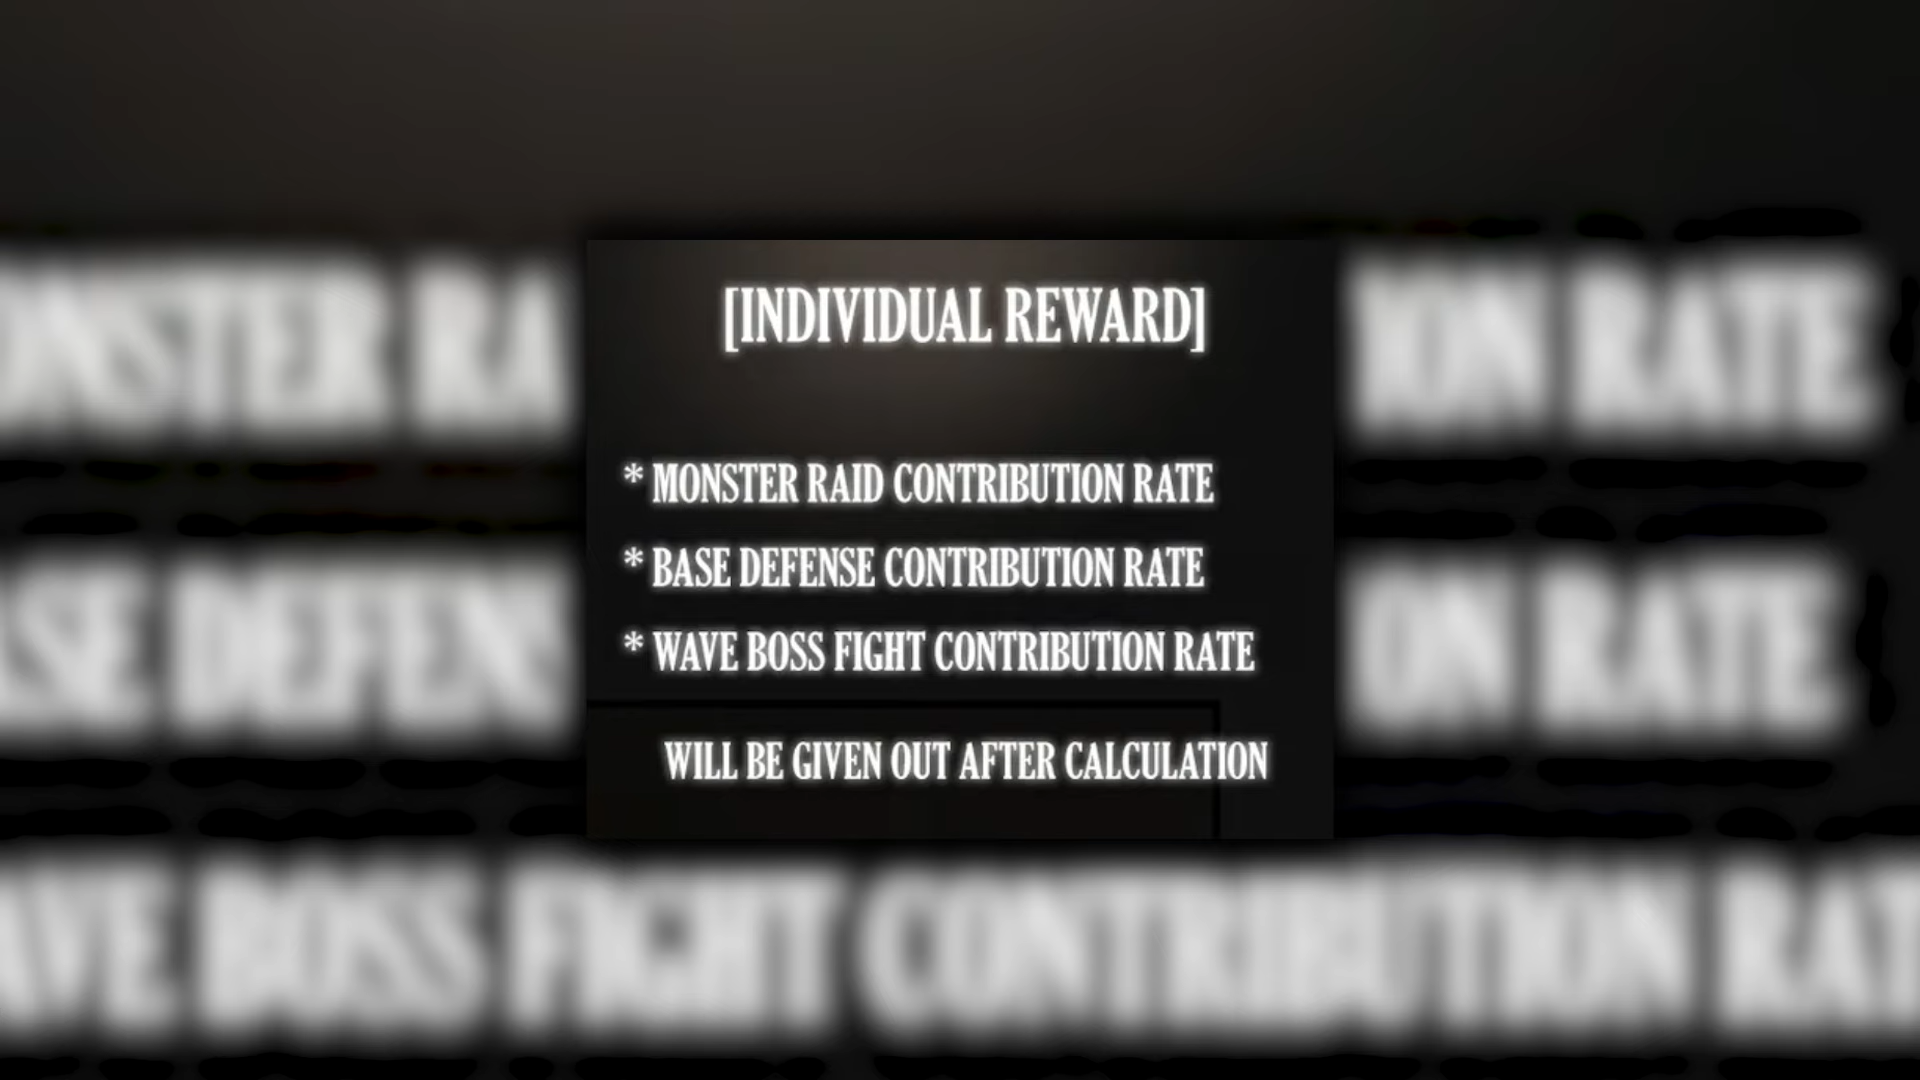 [INDIVIDUAL REWARD]
* MONSTER RAID CONTRIBUTION RATE
* BASE DEFENSE CONTRIBUTION RATE
* WAVE BOSS FIGHT CONTRIBUTION RATE
WILL BE GIVEN OUT AFTER CALCULATION